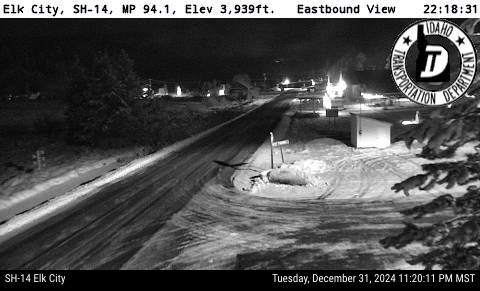 Elk City, SH-14, MP 94.1, Elev 3,939ft. Eastbound View 22:18:31
IDAHO
TRANSPORTATION DEPARTMENT
SH-14 Elk City Tuesday, December 31, 2024 11:20:11 PM MST